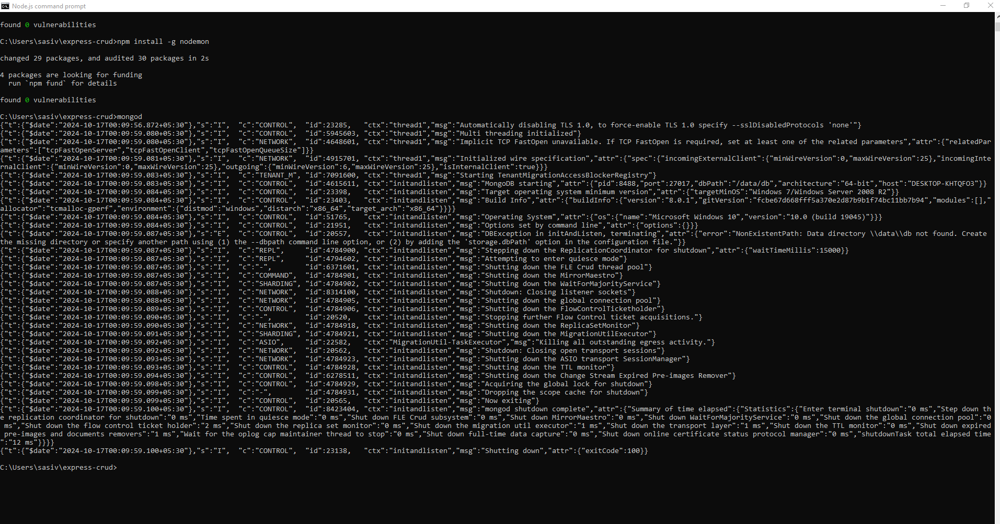 Node.js command prompt
found 0 vulnerabilities
C:\Users\sasiv\express-crud>npm install -g nodemon
changed 29 packages, and audited 30 packages in 2s
4 packages are looking for funding
  run `npm fund` for details
found 0 vulnerabilities
C:\Users\sasiv\express-crud>mongod
{"t":{"$date":"2024-10-17T00:09:56.872+05:30"},"s":"I",  "c":"CONTROL",  "id":23285,   "ctx":"thread1","msg":"Automatically disabling TLS 1.0, to force-enable TLS 1.0 specify --sslDisabledProtocols 'none'"}
{"t":{"$date":"2024-10-17T00:09:59.080+05:30"},"s":"I",  "c":"CONTROL",  "id":5945603, "ctx":"thread1","msg":"Multi threading initialized"}
{"t":{"$date":"2024-10-17T00:09:59.080+05:30"},"s":"I",  "c":"NETWORK",  "id":4648601, "ctx":"thread1","msg":"Implicit TCP FastOpen unavailable. If TCP FastOpen is required, set at least one of the related parameters","attr":{"relatedPar
ameters":["tcpFastOpenServer","tcpFastOpenClient","tcpFastOpenQueueSize"]}}
{"t":{"$date":"2024-10-17T00:09:59.081+05:30"},"s":"I",  "c":"NETWORK",  "id":4915701, "ctx":"thread1","msg":"Initialized wire specification","attr":{"spec":{"incomingExternalClient":{"minWireVersion":0,"maxWireVersion":25},"incomingInte
rnalClient":{"minWireVersion":0,"maxWireVersion":25},"outgoing":{"minWireVersion":6,"maxWireVersion":25},"isInternalClient":true}}}
{"t":{"$date":"2024-10-17T00:09:59.083+05:30"},"s":"I",  "c":"TENANT_M", "id":7091600, "ctx":"thread1","msg":"Starting TenantMigrationAccessBlockerRegistry"}
{"t":{"$date":"2024-10-17T00:09:59.083+05:30"},"s":"I",  "c":"CONTROL",  "id":4615611, "ctx":"initandlisten","msg":"MongoDB starting","attr":{"pid":8488,"port":27017,"dbPath":"/data/db","architecture":"64-bit","host":"DESKTOP-KHTQFO3"}}
{"t":{"$date":"2024-10-17T00:09:59.084+05:30"},"s":"I",  "c":"CONTROL",  "id":23398,   "ctx":"initandlisten","msg":"Target operating system minimum version","attr":{"targetMinOS":"Windows 7/Windows Server 2008 R2"}}
{"t":{"$date":"2024-10-17T00:09:59.084+05:30"},"s":"I",  "c":"CONTROL",  "id":23403,   "ctx":"initandlisten","msg":"Build Info","attr":{"buildInfo":{"version":"8.0.1","gitVersion":"fcbe67d668fff5a370e2d87b9b1f74bc11bb7b94","modules":[],"
allocator":"tcmalloc-gperf","environment":{"distmod":"windows","distarch":"x86_64","target_arch":"x86_64"}}}}
{"t":{"$date":"2024-10-17T00:09:59.084+05:30"},"s":"I",  "c":"CONTROL",  "id":51765,   "ctx":"initandlisten","msg":"Operating System","attr":{"os":{"name":"Microsoft Windows 10","version":"10.0 (build 19045)"}}}
{"t":{"$date":"2024-10-17T00:09:59.084+05:30"},"s":"I",  "c":"CONTROL",  "id":21951,   "ctx":"initandlisten","msg":"Options set by command line","attr":{"options":{}}}
{"t":{"$date":"2024-10-17T00:09:59.087+05:30"},"s":"E",  "c":"CONTROL",  "id":20557,   "ctx":"initandlisten","msg":"DBException in initAndListen, terminating","attr":{"error":"NonExistentPath: Data directory \\data\\db not found. Create
the missing directory or specify another path using (1) the --dbpath command line option, or (2) by adding the 'storage.dbPath' option in the configuration file."}}
{"t":{"$date":"2024-10-17T00:09:59.087+05:30"},"s":"I",  "c":"REPL",     "id":4784900, "ctx":"initandlisten","msg":"Stepping down the ReplicationCoordinator for shutdown","attr":{"waitTimeMillis":15000}}
{"t":{"$date":"2024-10-17T00:09:59.087+05:30"},"s":"I",  "c":"REPL",     "id":4794602, "ctx":"initandlisten","msg":"Attempting to enter quiesce mode"}
{"t":{"$date":"2024-10-17T00:09:59.087+05:30"},"s":"I",  "c":"-",        "id":6371601, "ctx":"initandlisten","msg":"Shutting down the FLE Crud thread pool"}
{"t":{"$date":"2024-10-17T00:09:59.087+05:30"},"s":"I",  "c":"COMMAND",  "id":4784901, "ctx":"initandlisten","msg":"Shutting down the MirrorMaestro"}
{"t":{"$date":"2024-10-17T00:09:59.087+05:30"},"s":"I",  "c":"SHARDING", "id":4784902, "ctx":"initandlisten","msg":"Shutting down the WaitForMajorityService"}
{"t":{"$date":"2024-10-17T00:09:59.088+05:30"},"s":"I",  "c":"NETWORK",  "id":8314100, "ctx":"initandlisten","msg":"Shutdown: Closing listener sockets"}
{"t":{"$date":"2024-10-17T00:09:59.088+05:30"},"s":"I",  "c":"NETWORK",  "id":4784905, "ctx":"initandlisten","msg":"Shutting down the global connection pool"}
{"t":{"$date":"2024-10-17T00:09:59.089+05:30"},"s":"I",  "c":"CONTROL",  "id":4784906, "ctx":"initandlisten","msg":"Shutting down the FlowControlTicketholder"}
{"t":{"$date":"2024-10-17T00:09:59.090+05:30"},"s":"I",  "c":"-",        "id":20520,   "ctx":"initandlisten","msg":"Stopping further Flow Control ticket acquisitions."}
{"t":{"$date":"2024-10-17T00:09:59.090+05:30"},"s":"I",  "c":"NETWORK",  "id":4784918, "ctx":"initandlisten","msg":"Shutting down the ReplicaSetMonitor"}
{"t":{"$date":"2024-10-17T00:09:59.091+05:30"},"s":"I",  "c":"SHARDING", "id":4784921, "ctx":"initandlisten","msg":"Shutting down the MigrationUtilExecutor"}
{"t":{"$date":"2024-10-17T00:09:59.092+05:30"},"s":"I",  "c":"ASIO",     "id":22582,   "ctx":"MigrationUtil-TaskExecutor","msg":"Killing all outstanding egress activity."}
{"t":{"$date":"2024-10-17T00:09:59.092+05:30"},"s":"I",  "c":"NETWORK",  "id":20562,   "ctx":"initandlisten","msg":"Shutdown: Closing open transport sessions"}
{"t":{"$date":"2024-10-17T00:09:59.093+05:30"},"s":"I",  "c":"NETWORK",  "id":4784923, "ctx":"initandlisten","msg":"Shutting down the ASIO transport SessionManager"}
{"t":{"$date":"2024-10-17T00:09:59.093+05:30"},"s":"I",  "c":"CONTROL",  "id":4784928, "ctx":"initandlisten","msg":"Shutting down the TTL monitor"}
{"t":{"$date":"2024-10-17T00:09:59.094+05:30"},"s":"I",  "c":"CONTROL",  "id":6278511, "ctx":"initandlisten","msg":"Shutting down the Change Stream Expired Pre-images Remover"}
{"t":{"$date":"2024-10-17T00:09:59.098+05:30"},"s":"I",  "c":"CONTROL",  "id":4784929, "ctx":"initandlisten","msg":"Acquiring the global lock for shutdown"}
{"t":{"$date":"2024-10-17T00:09:59.099+05:30"},"s":"I",  "c":"-",        "id":4784931, "ctx":"initandlisten","msg":"Dropping the scope cache for shutdown"}
{"t":{"$date":"2024-10-17T00:09:59.099+05:30"},"s":"I",  "c":"CONTROL",  "id":20565,   "ctx":"initandlisten","msg":"Now exiting"}
{"t":{"$date":"2024-10-17T00:09:59.100+05:30"},"s":"I",  "c":"CONTROL",  "id":8423404, "ctx":"initandlisten","msg":"mongod shutdown complete","attr":{"Summary of time elapsed":{"Statistics":{"Enter terminal shutdown":"0 ms","Step down th
e replication coordinator for shutdown":"0 ms","Time spent in quiesce mode":"0 ms","Shut down FLE Crud subsystem":"0 ms","Shut down MirrorMaestro":"0 ms","Shut down WaitForMajorityService":"0 ms","Shut down the global connection pool":"0
 ms","Shut down the flow control ticket holder":"2 ms","Shut down the replica set monitor":"0 ms","Shut down the migration util executor":"1 ms","Shut down the transport layer":"1 ms","Shut down the TTL monitor":"0 ms","Shut down expired
 pre-images and documents removers":"1 ms","Wait for the oplog cap maintainer thread to stop":"0 ms","Shut down full-time data capture":"0 ms","Shut down online certificate status protocol manager":"0 ms","shutdownTask total elapsed time
":"12 ms"}}}}
{"t":{"$date":"2024-10-17T00:09:59.100+05:30"},"s":"I",  "c":"CONTROL",  "id":23138,   "ctx":"initandlisten","msg":"Shutting down","attr":{"exitCode":100}}
C:\Users\sasiv\express-crud>